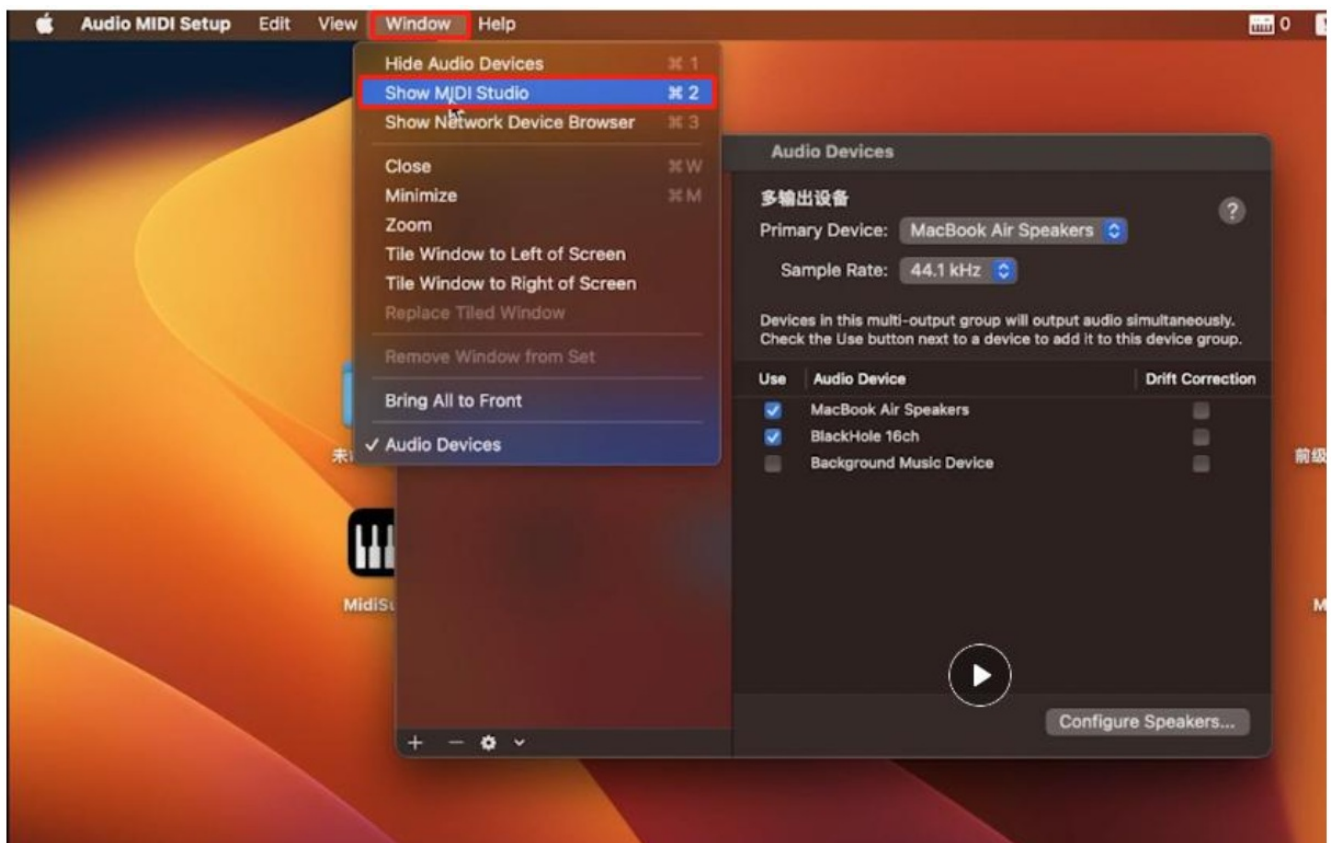 Audio MIDI Setup Edit View Window Help 0
Hide Audio Devices ⌘ 1
Show MIDI Studio ⌘ 2
Show Network Device Browser ⌘ 3
Close ⌘ W
Minimize ⌘ M
Zoom
Tile Window to Left of Screen
Tile Window to Right of Screen
Replace Tiled Window
Remove Window from Set
Bring All to Front
✓ Audio Devices
Audio Devices
多输出设备
?
Primary Device: MacBook Air Speakers
Sample Rate: 44.1 kHz
Devices in this multi-output group will output audio simultaneously.
Check the Use button next to a device to add it to this device group.
Use Audio Device Drift Correction
MacBook Air Speakers
BlackHole 16ch
Background Music Device
Configure Speakers...
未
前级
MidiS
M